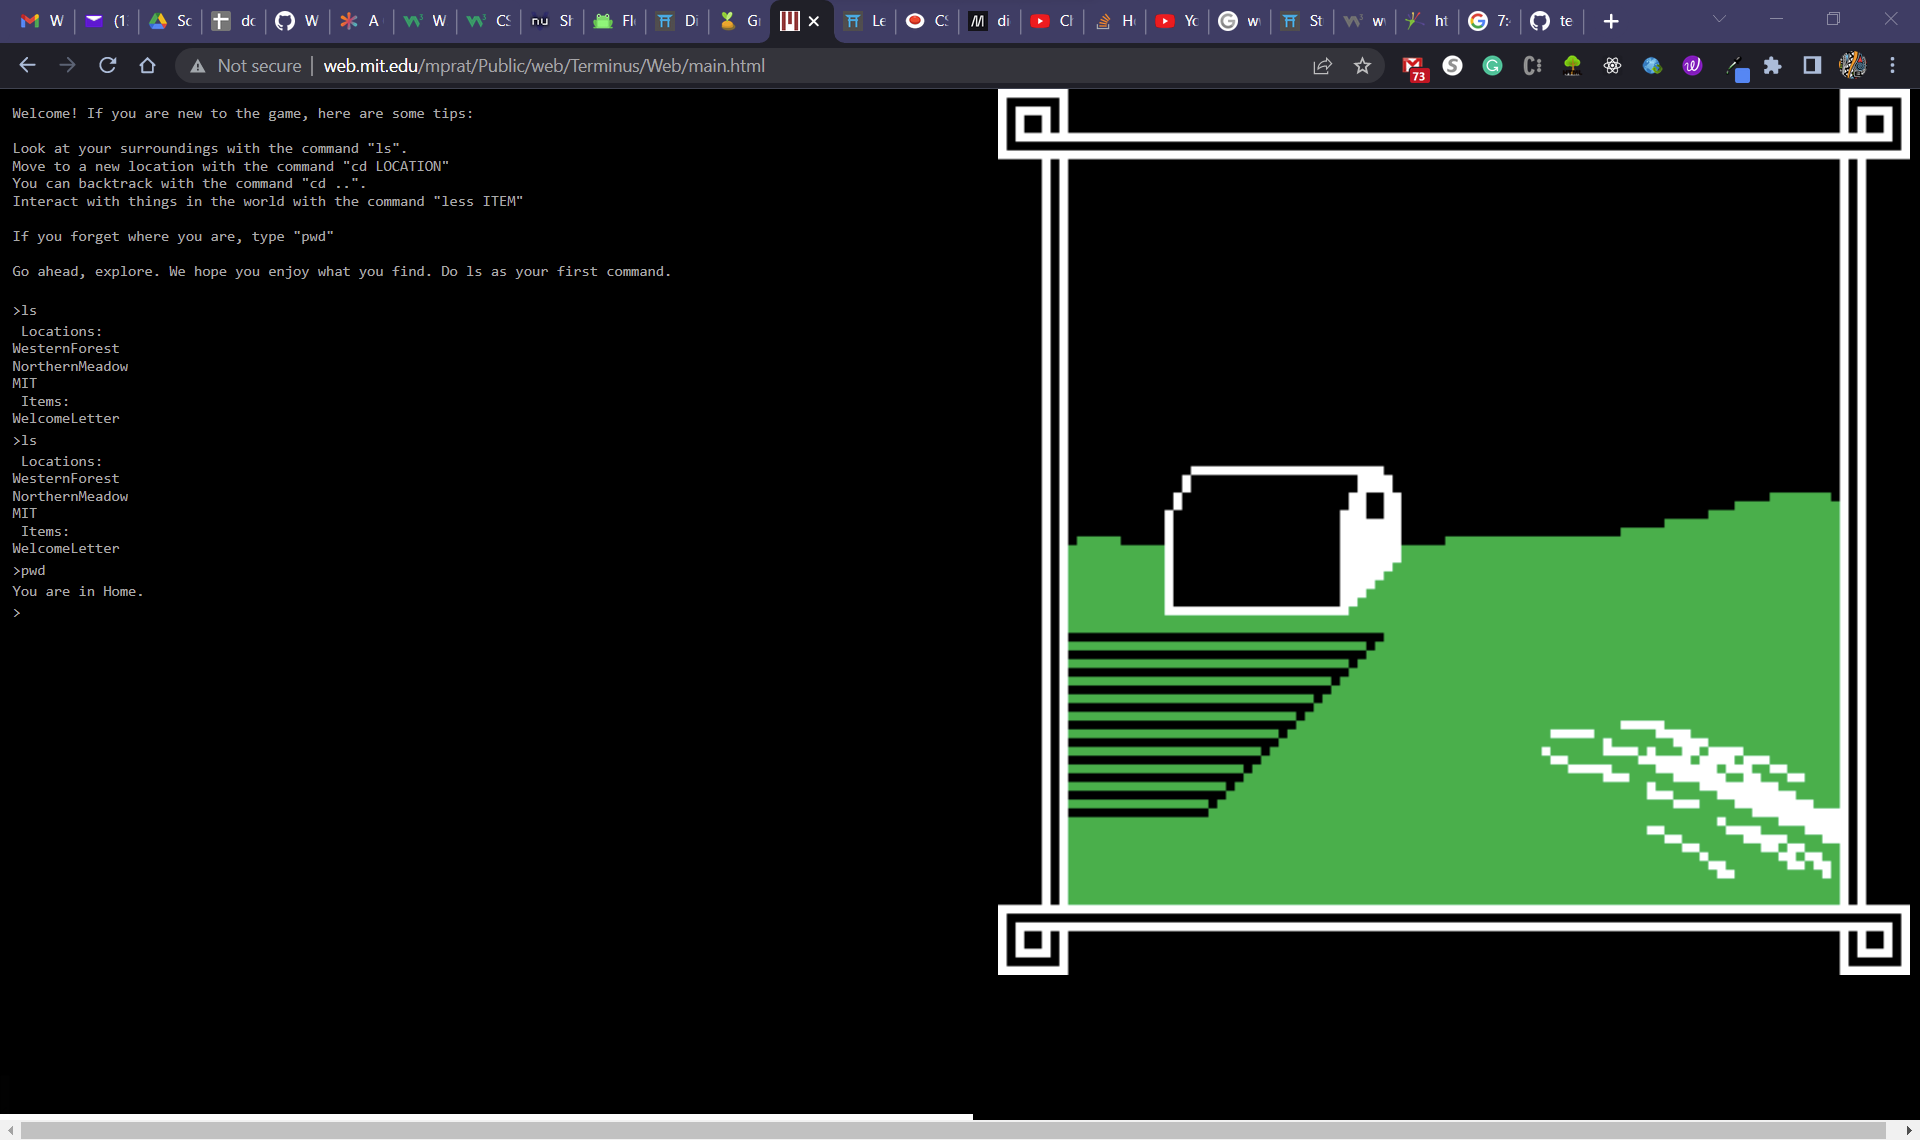 W
(1
Sc
dc
W
A
W
CS
Sh
Fl
Di
G
Le
CS
di
Cl
H
Yo
w
St
w
ht
7:
te
Not secure
web.mit.edu/mprat/Public/web/Terminus/Web/main.html
73
Welcome! If you are new to the game, here are some tips:
Look at your surroundings with the command "ls".
Move to a new location with the command "cd LOCATION"
You can backtrack with the command "cd ..".
Interact with things in the world with the command "less ITEM"
If you forget where you are, type "pwd"
Go ahead, explore. We hope you enjoy what you find. Do ls as your first command.
>ls
Locations:
WesternForest
NorthernMeadow
MIT
Items:
WelcomeLetter
>ls
Locations:
WesternForest
NorthernMeadow
MIT
Items:
WelcomeLetter
>pwd
You are in Home.
>